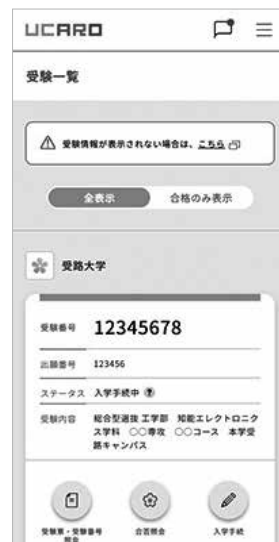 UCARO
受験一覧
受験情報が表示されない場合は、こちら
全表示 合格のみ表示
受路大学
受験番号 12345678
出願番号 123456
ステータス 入学手続中 ?
受験内容 総合型選抜 工学部 知能エレクトロニク
ス学科 〇〇専攻 〇〇コース 本学受
路キャンパス
受験票・受験番号 合否照会 入学手続
照会